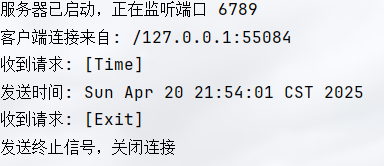 服务器已启动，正在监听端口 6789
客户端连接来自: /127.0.0.1:55084
收到请求: [Time]
发送时间: Sun Apr 20 21:54:01 CST 2025
收到请求: [Exit]
发送终止信号，关闭连接